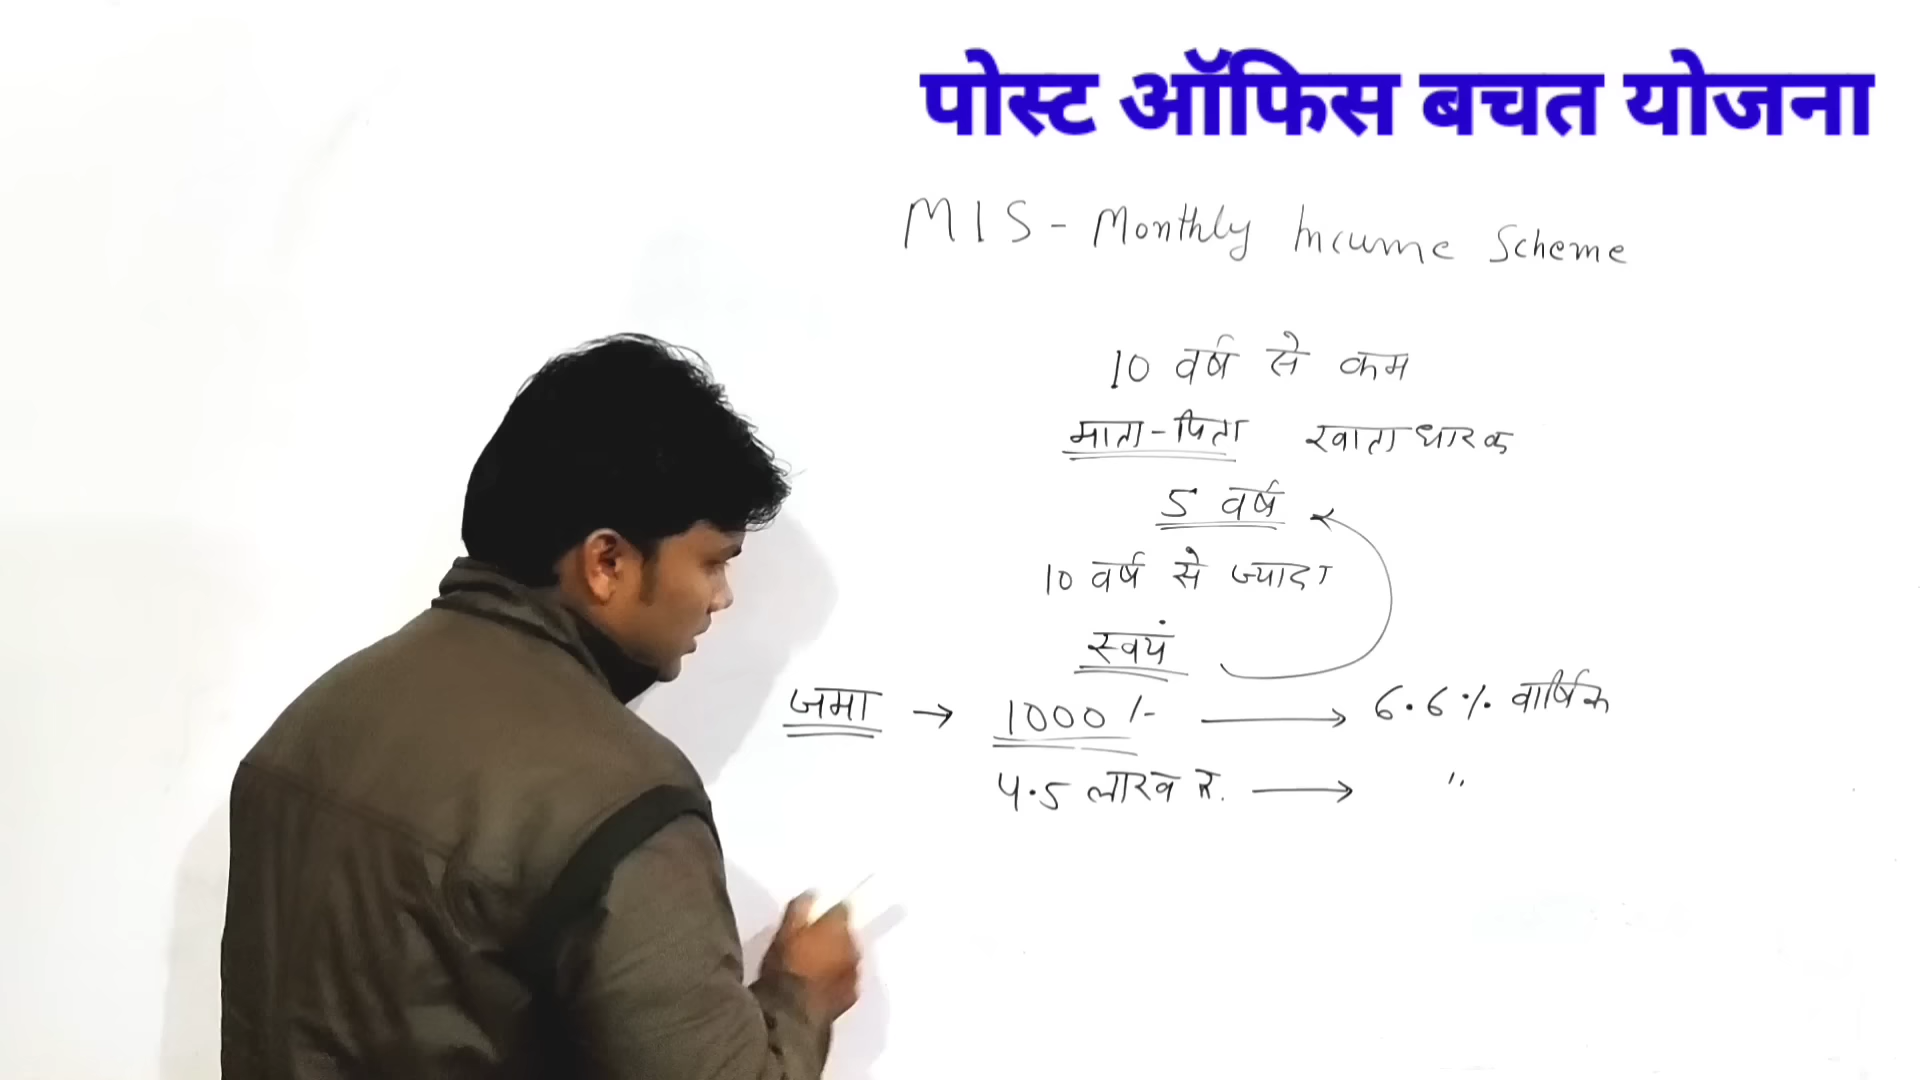 पोस्ट ऑफिस बचत योजना
MIS - Monthly Incume Scheme
10 वर्ष से कम
माता-पिता खाता धारक
5 वर्ष
10 वर्ष से ज्यादा
स्वयं
जमा → 1000/- → 6.6% वार्षिक
4.5 लाख रु. → "